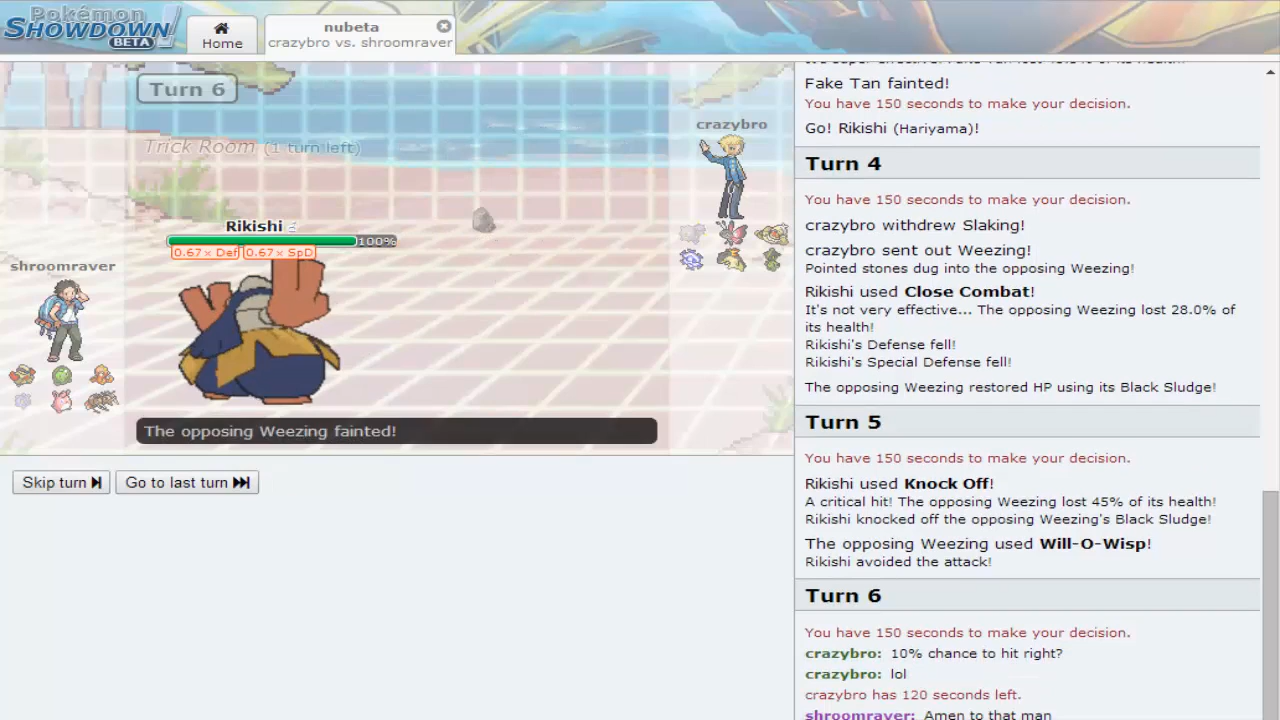 Pokémon
SHOWDOWN!
BETA
Home
nubeta
crazybro vs. shroomraver
Turn 6
Trick Room (1 turn left)
crazybro
Rikishi
100%
0.67× Def 0.67× SpD
shroomraver
The opposing Weezing fainted!
Skip turn
Go to last turn
Fake Tan fainted!
You have 150 seconds to make your decision.
Go! Rikishi (Hariyama)!
Turn 4
You have 150 seconds to make your decision.
crazybro withdrew Slaking!
crazybro sent out Weezing!
Pointed stones dug into the opposing Weezing!
Rikishi used Close Combat!
It's not very effective... The opposing Weezing lost 28.0% of
its health!
Rikishi's Defense fell!
Rikishi's Special Defense fell!
The opposing Weezing restored HP using its Black Sludge!
Turn 5
You have 150 seconds to make your decision.
Rikishi used Knock Off!
A critical hit! The opposing Weezing lost 45% of its health!
Rikishi knocked off the opposing Weezing's Black Sludge!
The opposing Weezing used Will-O-Wisp!
Rikishi avoided the attack!
Turn 6
You have 150 seconds to make your decision.
crazybro: 10% chance to hit right?
crazybro: lol
crazybro has 120 seconds left.
shroomraver: Amen to that man